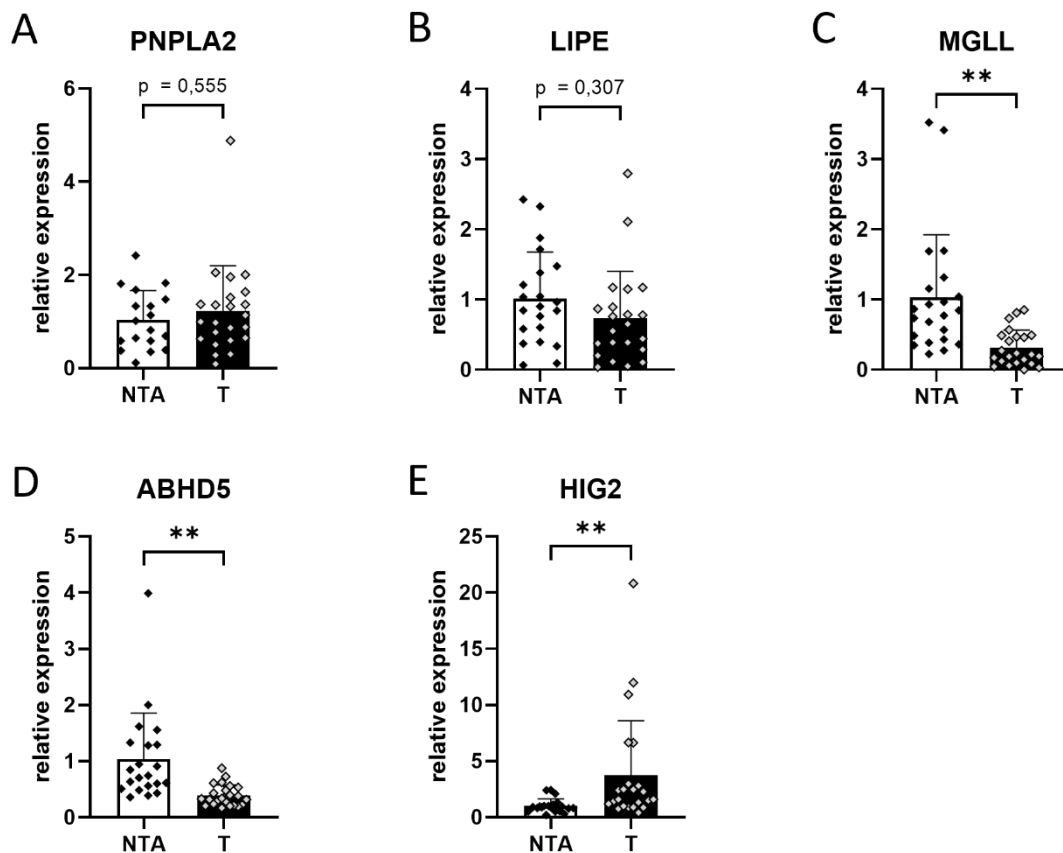 A
PNPLA2
p = 0,555
relative expression
6
4
2
0
NTA T
B
LIPE
p = 0,307
relative expression
4
3
2
1
0
NTA T
C
MGLL
**
relative expression
4
3
2
1
0
NTA T
D
ABHD5
**
relative expression
5
4
3
2
1
0
NTA T
E
HIG2
**
relative expression
25
20
15
10
5
0
NTA T